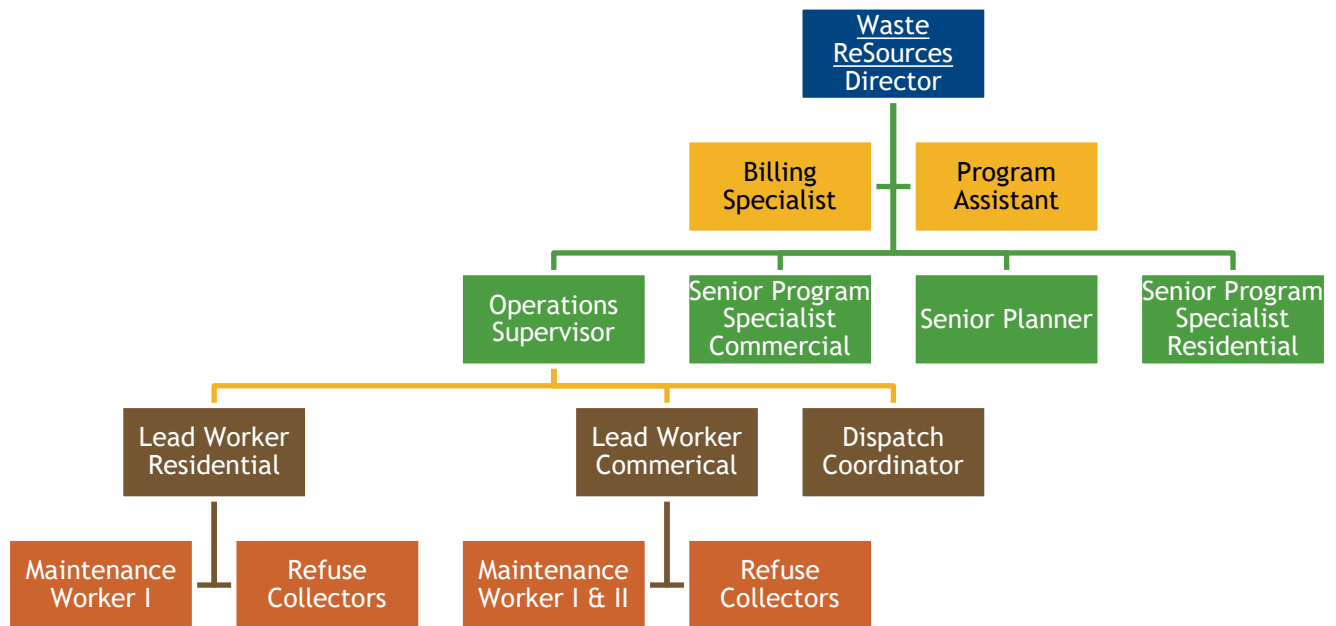 Waste
ReSources
Director
Billing
Specialist
Program
Assistant
Operations
Supervisor
Senior Program
Specialist
Commercial
Senior Planner
Senior Program
Specialist
Residential
Lead Worker
Residential
Lead Worker
Commerical
Dispatch
Coordinator
Maintenance
Worker I
Refuse
Collectors
Maintenance
Worker I & II
Refuse
Collectors